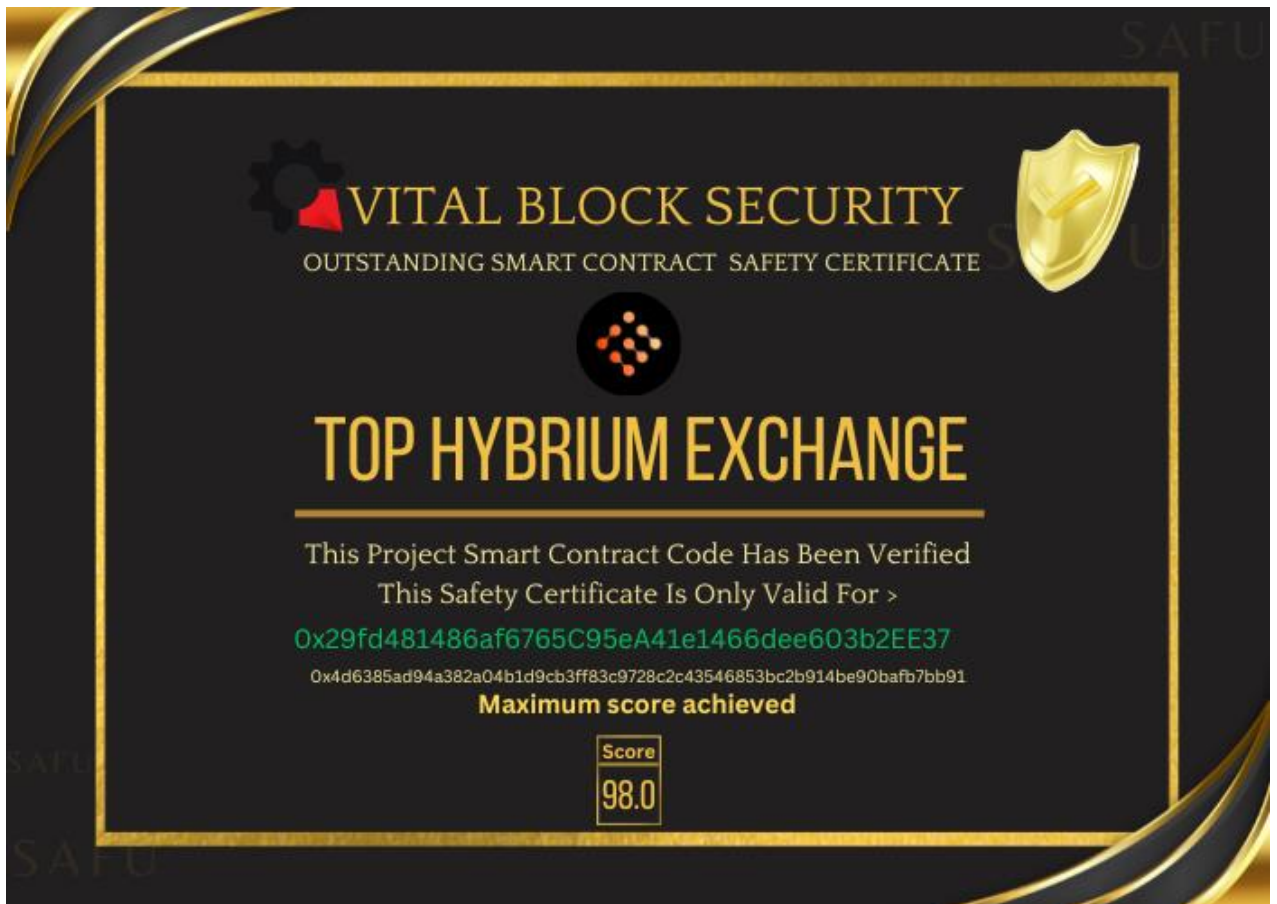 SAFU
VITAL BLOCK SECURITY
OUTSTANDING SMART CONTRACT SAFETY CERTIFICATE
TOP HYBRIUM EXCHANGE
This Project Smart Contract Code Has Been Verified
This Safety Certificate Is Only Valid For >
0x29fd481486af6765C95eA41e1466dee603b2EE37
0x4d6385ad94a382a04b1d9cb3ff83c9728c2c43546853bc2b914be90bafb7bb91
Maximum score achieved
Score
98.0
SAFU
SAFU